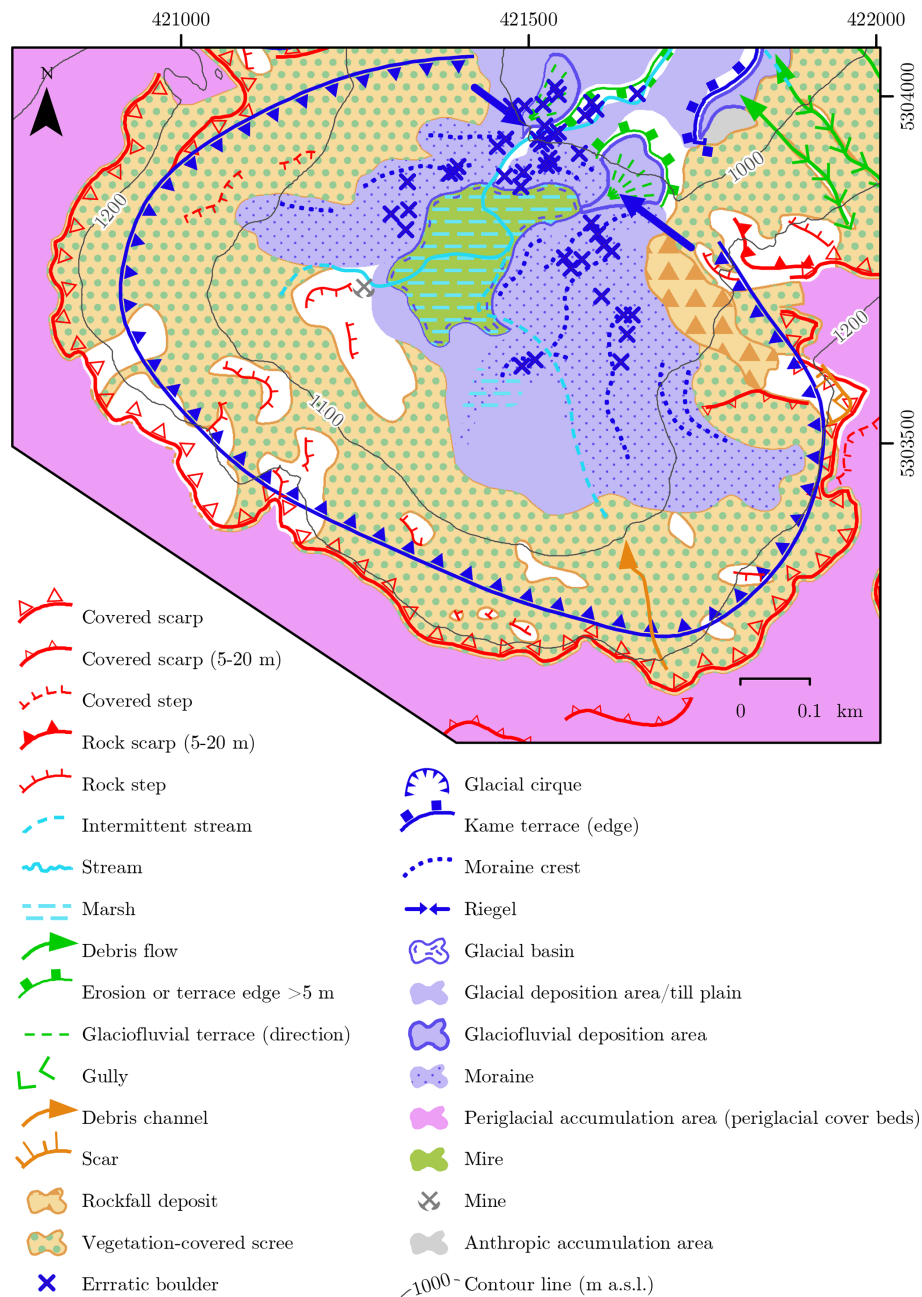 421000
421500
422000
N
5304000
1000
1200
1200
1100
5303500
0
0.1
km
Covered scarp
Covered scarp (5-20 m)
Covered step
Rock scarp (5-20 m)
Rock step
Intermittent stream
Stream
Marsh
Debris flow
Erosion or terrace edge >5 m
Glaciofluvial terrace (direction)
Gully
Debris channel
Scar
Rockfall deposit
Vegetation-covered scree
Errratic boulder
Glacial cirque
Kame terrace (edge)
Moraine crest
Riegel
Glacial basin
Glacial deposition area/till plain
Glaciofluvial deposition area
Moraine
Periglacial accumulation area (periglacial cover beds)
Mire
Mine
Anthropic accumulation area
1000
Contour line (m a.s.l.)